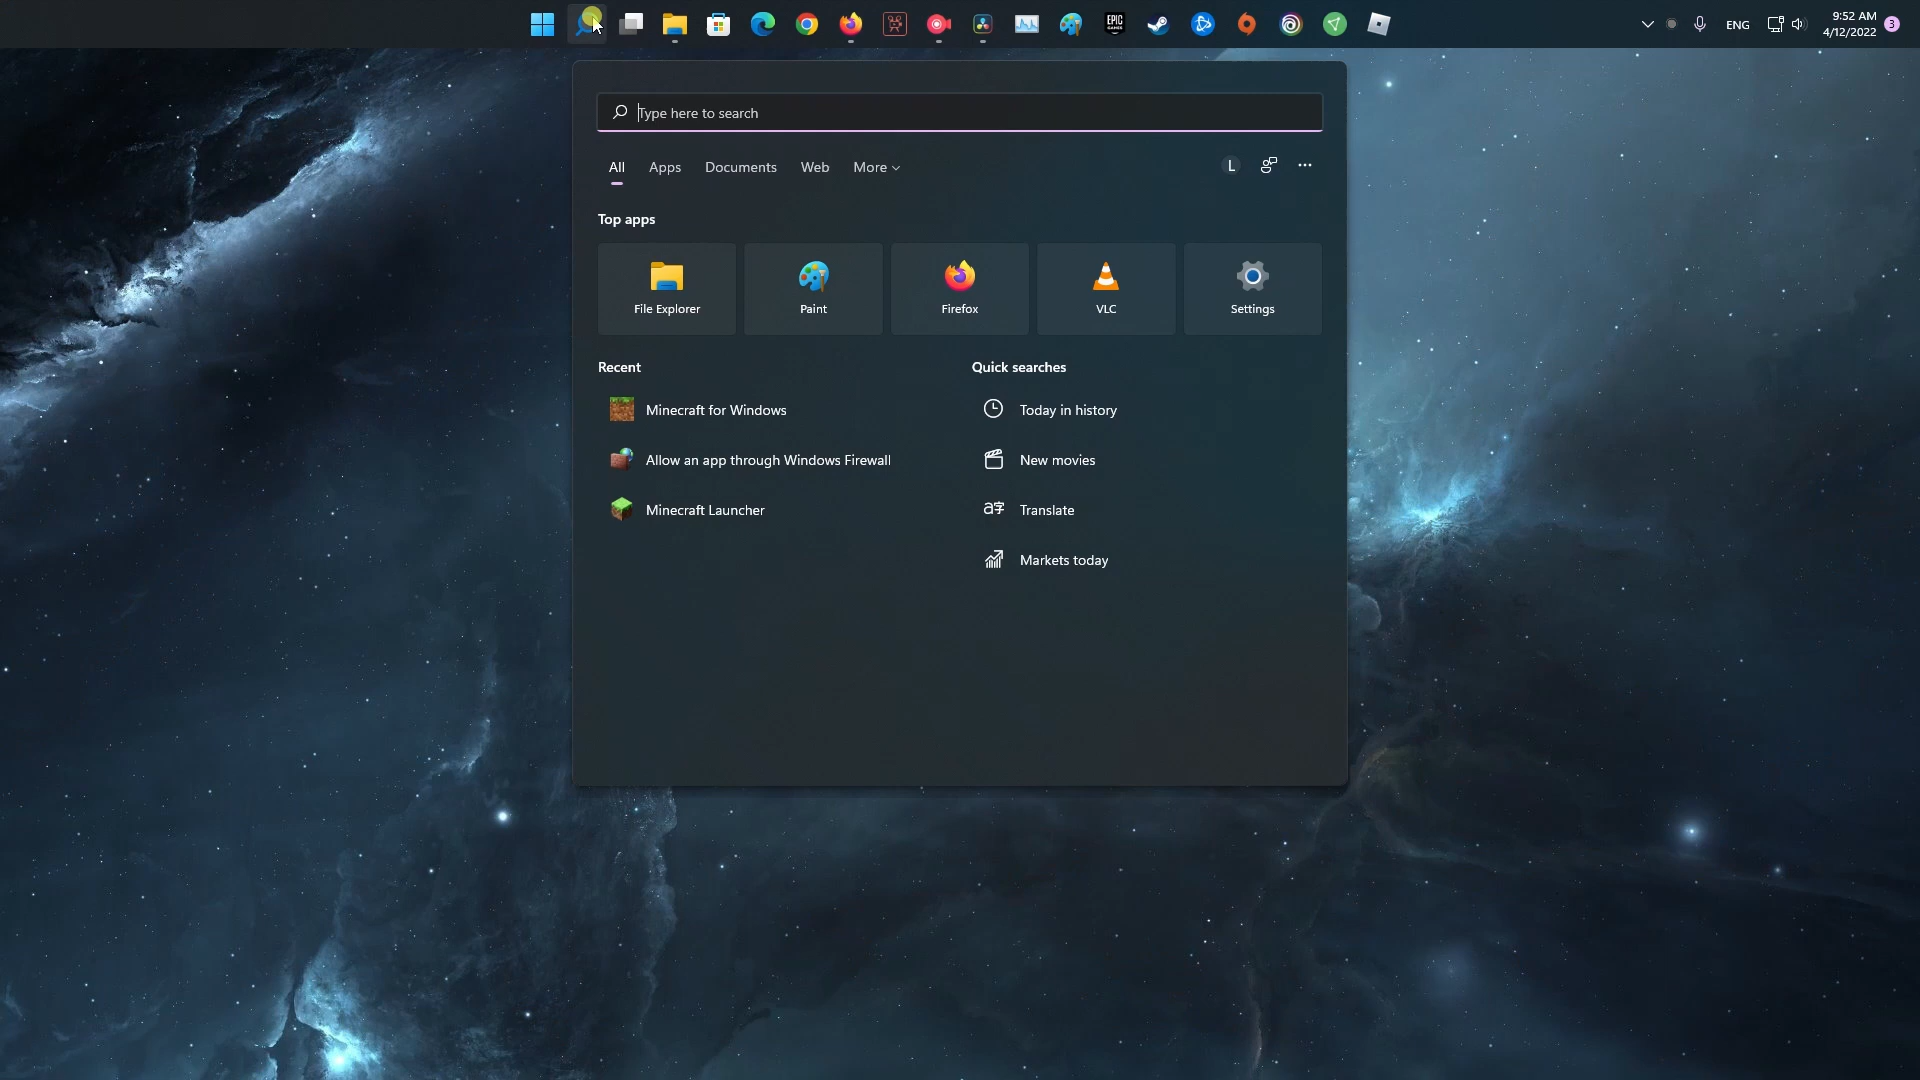 EPIC GAMES
ENG
9:52 AM
4/12/2022
3
Type here to search
All Apps Documents Web More
L
Top apps
File Explorer Paint Firefox VLC Settings
Recent
Quick searches
Minecraft for Windows
Today in history
Allow an app through Windows Firewall
New movies
Minecraft Launcher
Translate
Markets today